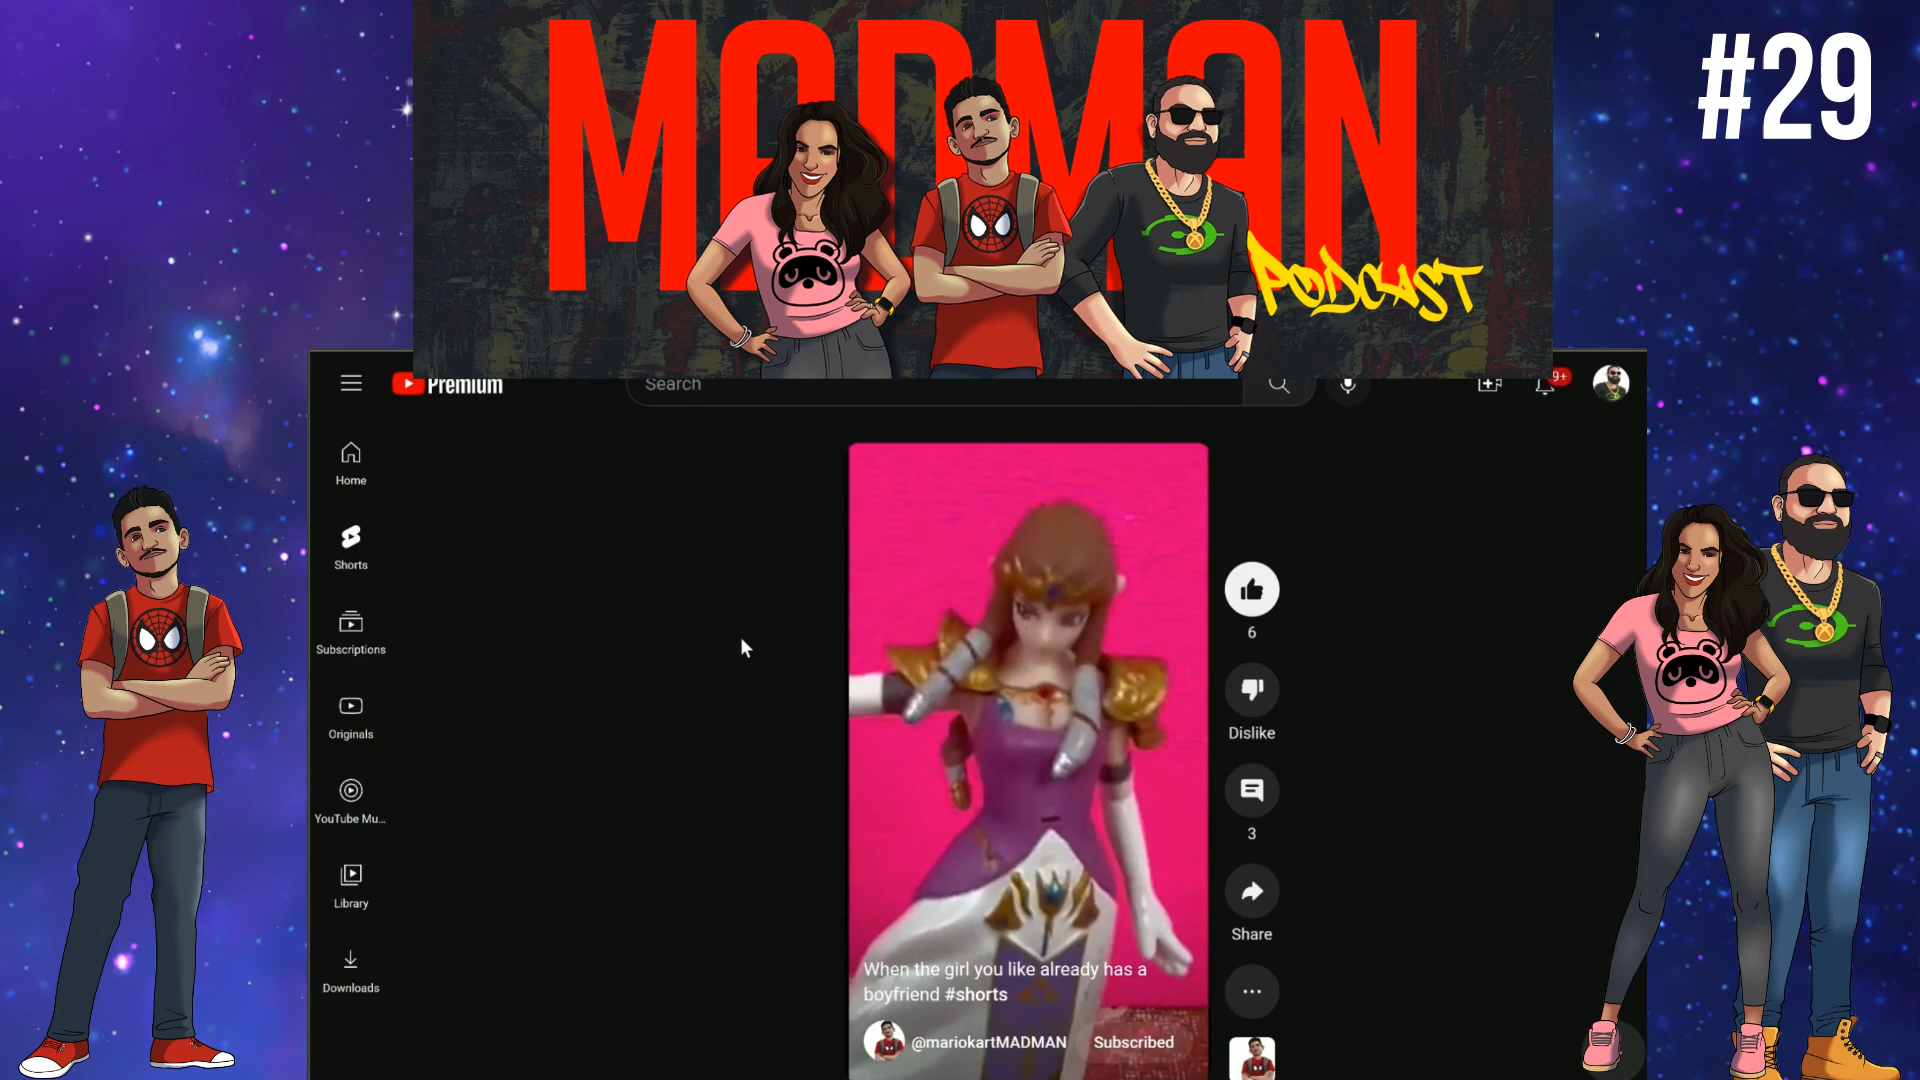 MADMAN
PODCAST
#29
Premium
Search
9+
Home
Shorts
Subscriptions
Originals
YouTube Mu...
Library
Downloads
6
Dislike
3
Share
When the girl you like already has a
boyfriend #shorts
@mariokartMADMAN
Subscribed